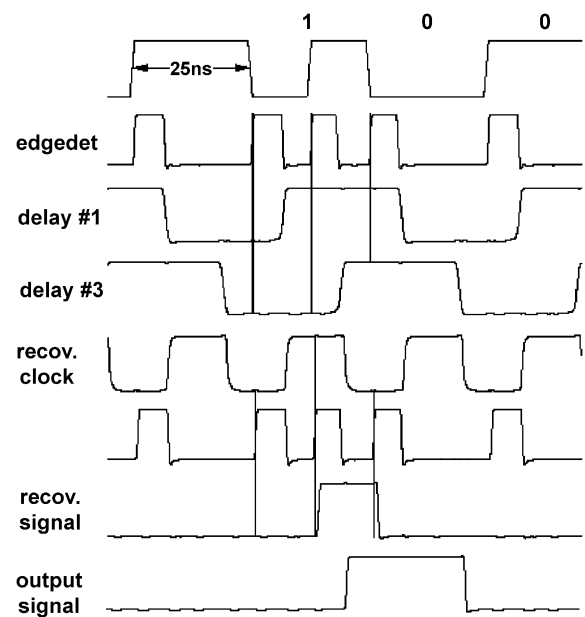 1 0 0
25ns
edgedet
delay #1
delay #3
recov.
clock
recov.
signal
output
signal